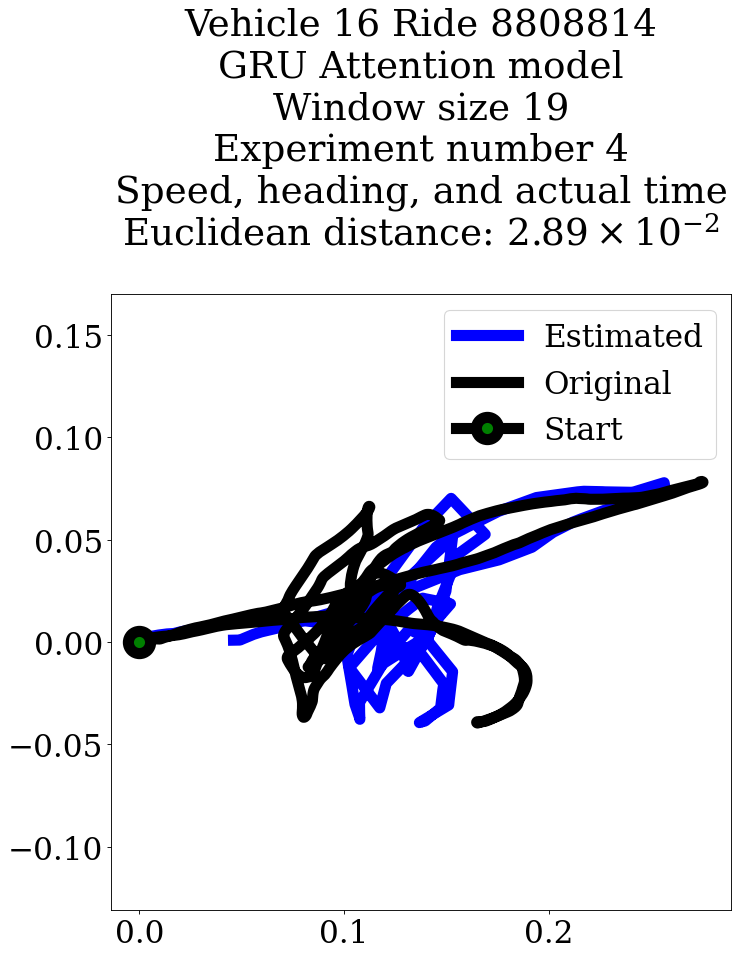 Vehicle 16 Ride 8808814
GRU Attention model
Window size 19
Experiment number 4
Speed, heading, and actual time
Euclidean distance: 2.89 × 10⁻²
Estimated
Original
Start
0.15
0.10
0.05
0.00
−0.05
−0.10
0.0 0.1 0.2